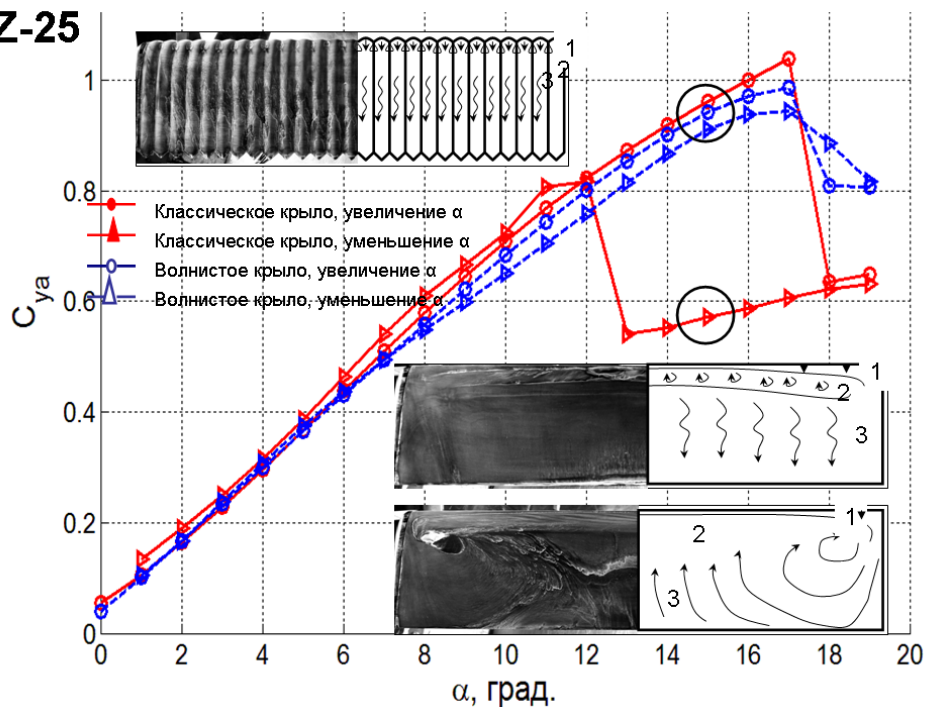 Z-25
1
2
3 4
1
0.8
0.6
0.4
0.2
0
C ya
Классическое крыло, увеличение α
Классическое крыло, уменьшение α
Волнистое крыло, увеличение α
Волнистое крыло, уменьшение α
1
2
3
1
2
3
0 2 4 6 8 10 12 14 16 18 20
α, град.